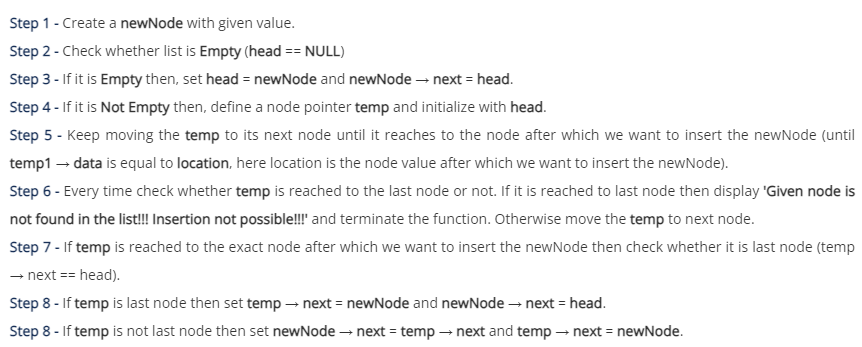 Step 1 - Create a newNode with given value.
Step 2 - Check whether list is Empty (head == NULL)
Step 3 - If it is Empty then, set head = newNode and newNode → next = head.
Step 4 - If it is Not Empty then, define a node pointer temp and initialize with head.
Step 5 - Keep moving the temp to its next node until it reaches to the node after which we want to insert the newNode (until
temp1 → data is equal to location, here location is the node value after which we want to insert the newNode).
Step 6 - Every time check whether temp is reached to the last node or not. If it is reached to last node then display 'Given node is
not found in the list!!! Insertion not possible!!!' and terminate the function. Otherwise move the temp to next node.
Step 7 - If temp is reached to the exact node after which we want to insert the newNode then check whether it is last node (temp
→ next == head).
Step 8 - If temp is last node then set temp → next = newNode and newNode → next = head.
Step 8 - If temp is not last node then set newNode → next = temp → next and temp → next = newNode.